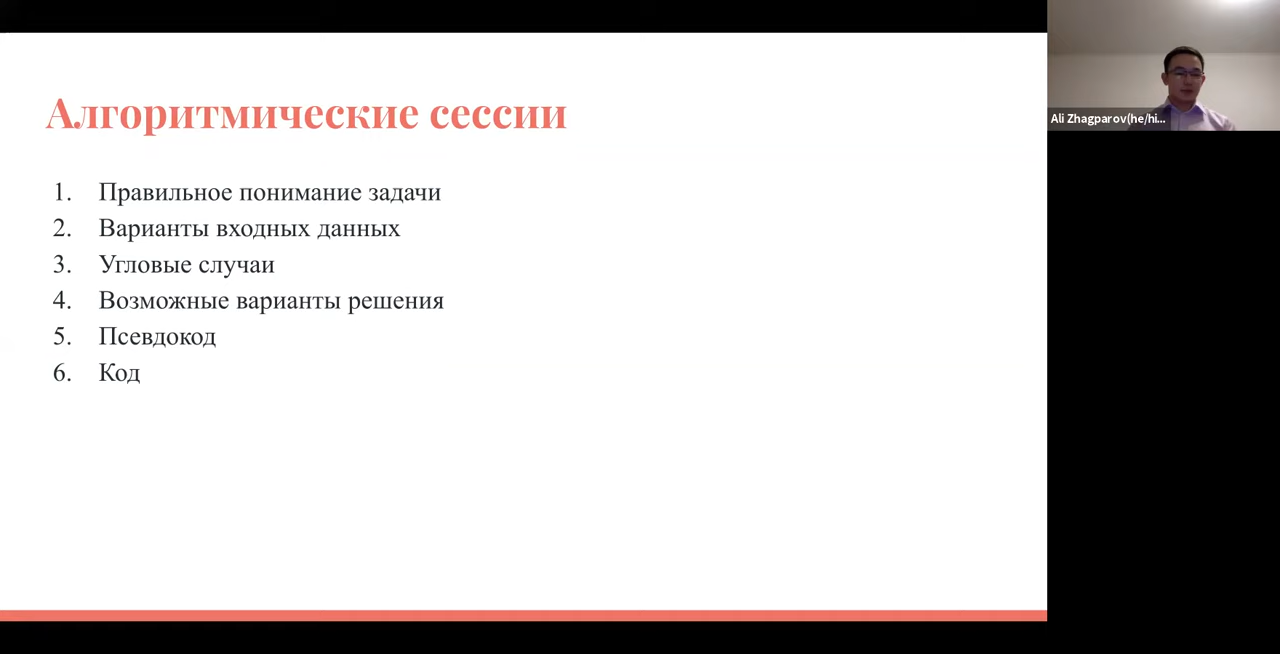 Алгоритмические сессии
1. Правильное понимание задачи
2. Варианты входных данных
3. Угловые случаи
4. Возможные варианты решения
5. Псевдокод
6. Код
Ali Zhagparov(he/hi...